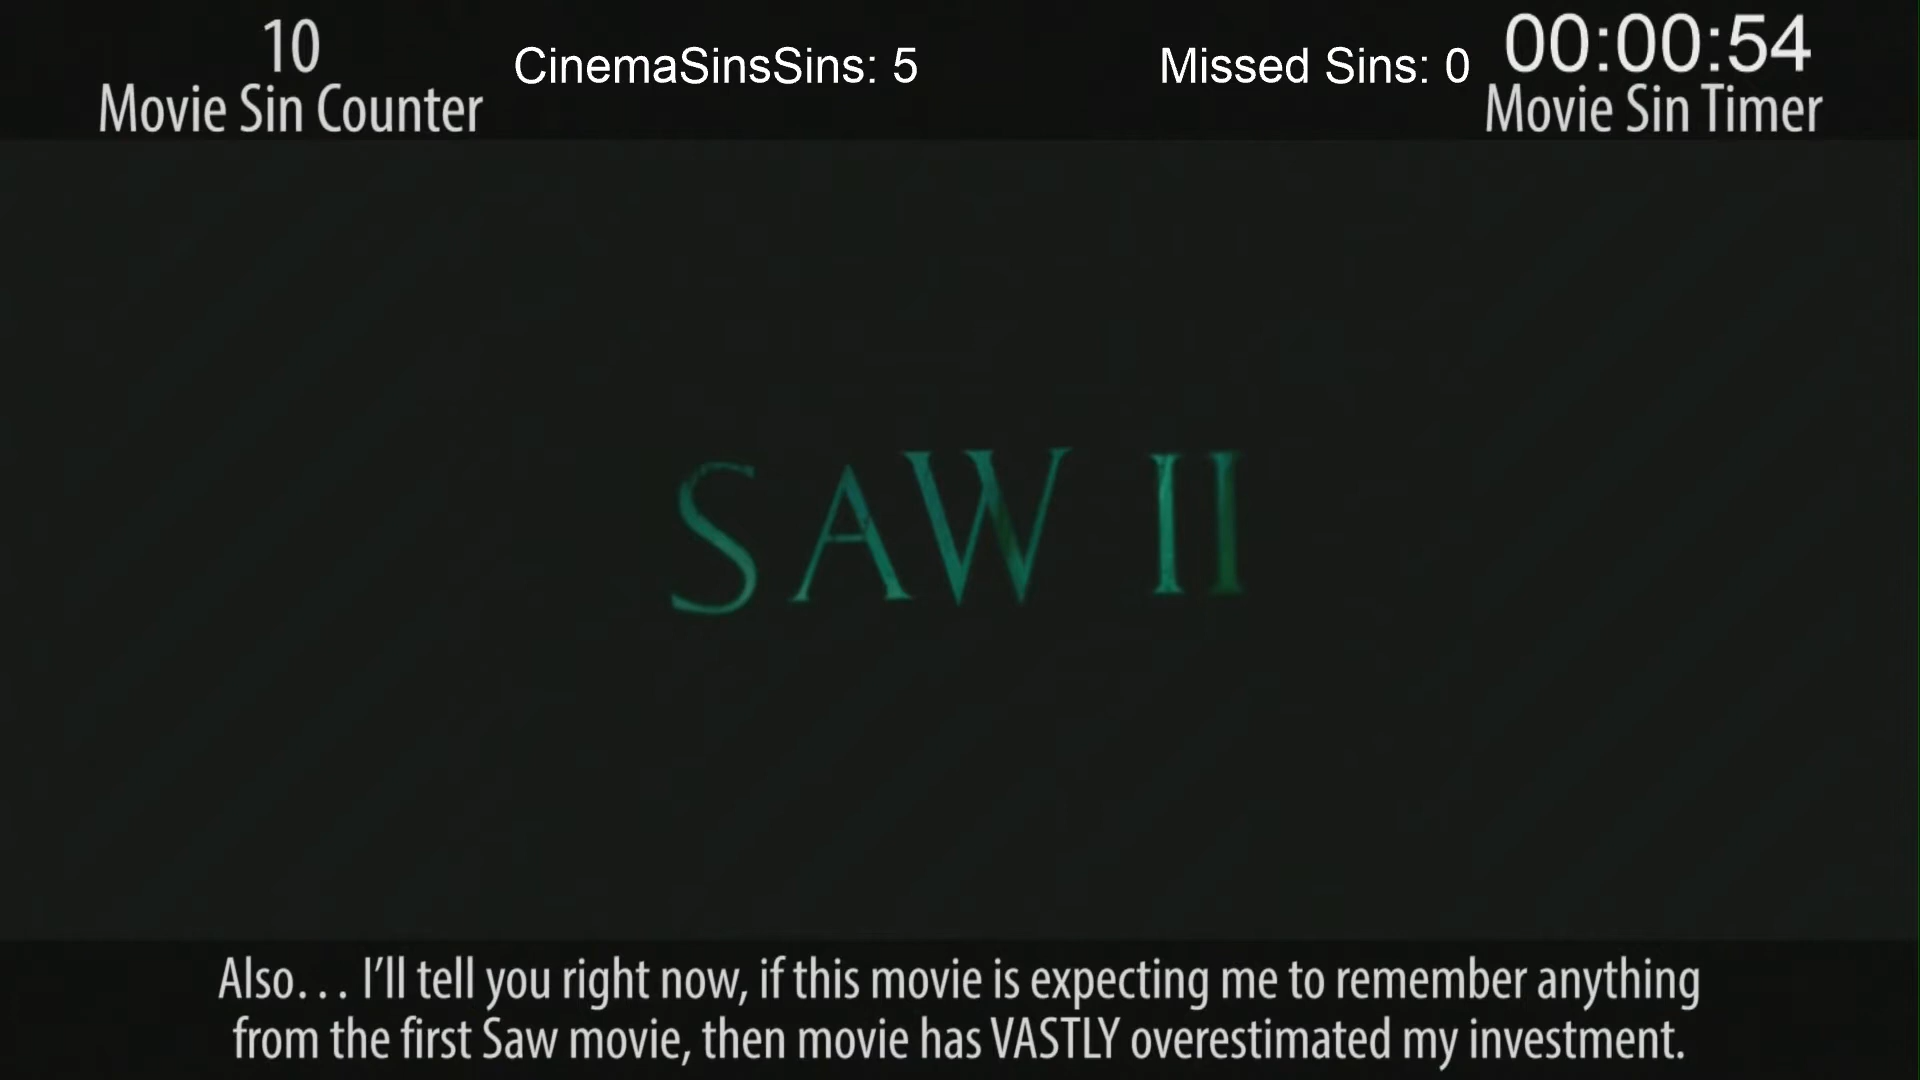 10
Movie Sin Counter
CinemaSinsSins: 5
Missed Sins: 0
00:00:54
Movie Sin Timer
SAW II
Also... I'll tell you right now, if this movie is expecting me to remember anything
from the first Saw movie, then movie has VASTLY overestimated my investment.